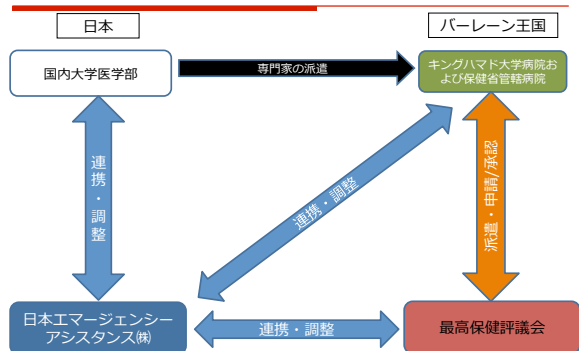 日本
バーレーン王国
国内大学医学部
専門家の派遣
キングハマド大学病院お
よび保健省管轄病院
連携・調整
連携・調整
派遣・申請/承認
日本エマージェンシー
アシスタンス㈱
連携・調整
最高保健評議会